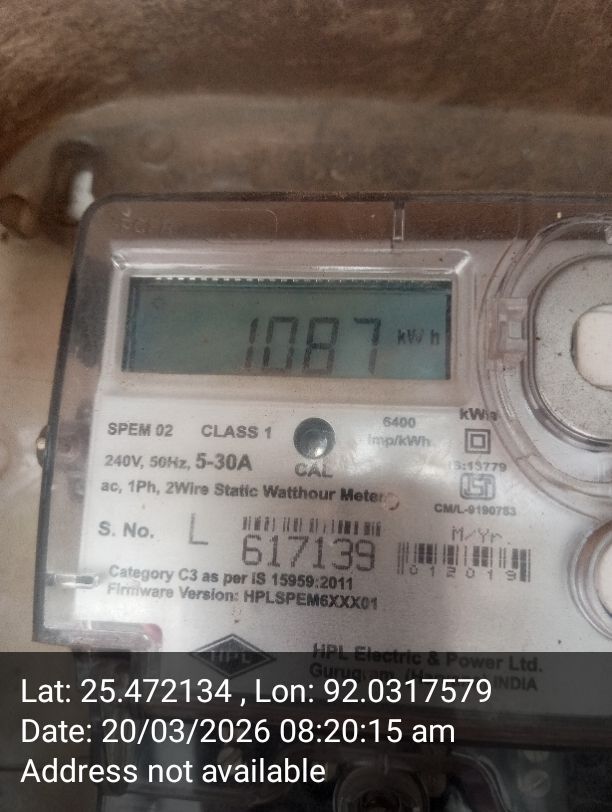 1087 kWh
SPEM 02 CLASS 1
6400
imp/kWh
kWh
240V, 50Hz, 5-30A
CAL
IS:13779
ac, 1Ph, 2Wire Static Watthour Meter
CM/L-9190753
S. No. L 617139
M/Yr.
012019
Category C3 as per IS 15959:2011
Firmware Version: HPLSPEM6XXX01
HPL
HPL Electric & Power Ltd.
INDIA
Lat: 25.472134 , Lon: 92.0317579
Date: 20/03/2026 08:20:15 am
Address not available